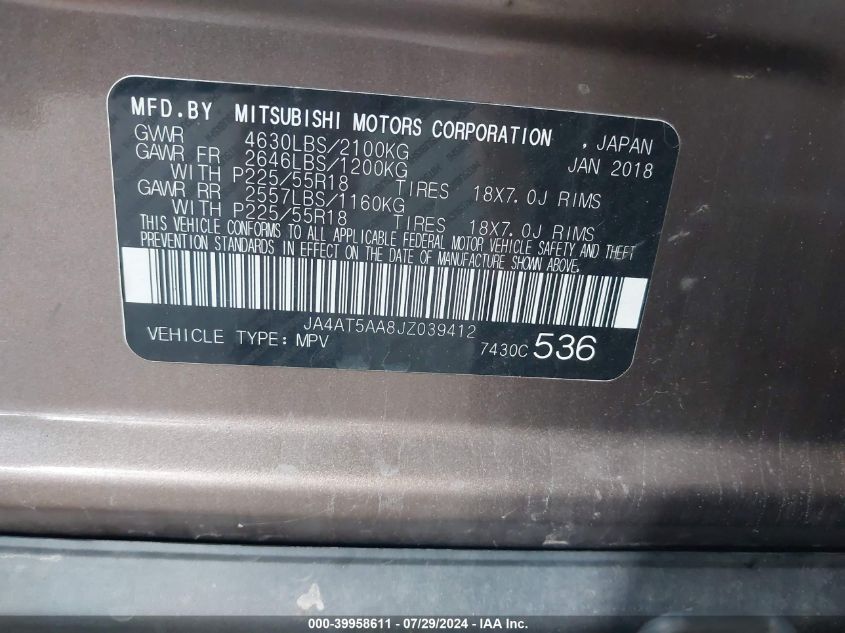 MFD.BY MITSUBISHI MOTORS CORPORATION , JAPAN
GVWR 4630LBS/2100KG JAN 2018
GAWR FR 2646LBS/1200KG
WITH P225/55R18 TIRES 18X7.0J RIMS
GAWR RR 2557LBS/1160KG
WITH P225/55R18 TIRES 18X7.0J RIMS
THIS VEHICLE CONFORMS TO ALL APPLICABLE FEDERAL MOTOR VEHICLE SAFETY AND THEFT
PREVENTION STANDARDS IN EFFECT ON THE DATE OF MANUFACTURE SHOWN ABOVE.
JA4AT5AA8JZ039412
VEHICLE TYPE: MPV 7430C 536
000-39958611 / 07/29/2024 - Copyright © IAA, Inc.